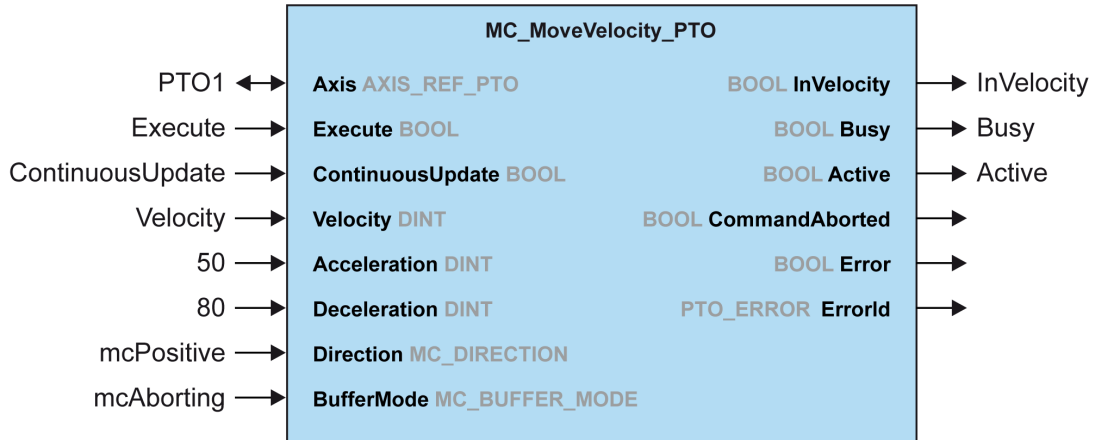 MC_MoveVelocity_PTO
PTO1 Axis AXIS_REF_PTO BOOL InVelocity InVelocity
Execute Execute BOOL BOOL Busy Busy
ContinuousUpdate ContinuousUpdate BOOL BOOL Active Active
Velocity Velocity DINT BOOL CommandAborted
50 Acceleration DINT BOOL Error
80 Deceleration DINT PTO_ERROR ErrorId
mcPositive Direction MC_DIRECTION
mcAborting BufferMode MC_BUFFER_MODE